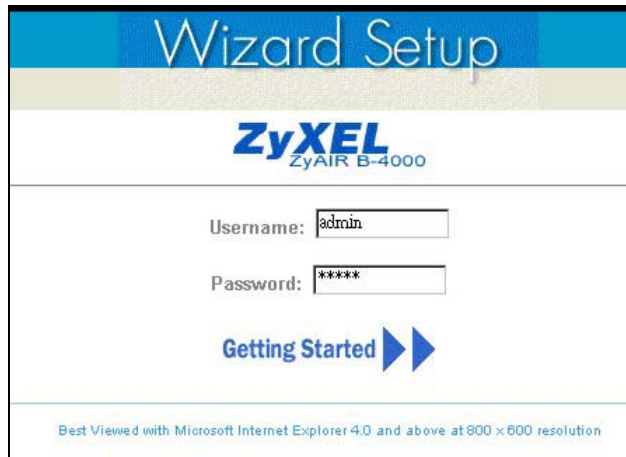 Wizard Setup
ZyXEL
ZyAIR B-4000
Username: admin
Password: *****
Getting Started
Best Viewed with Microsoft Internet Explorer 4.0 and above at 800 x 600 resolution